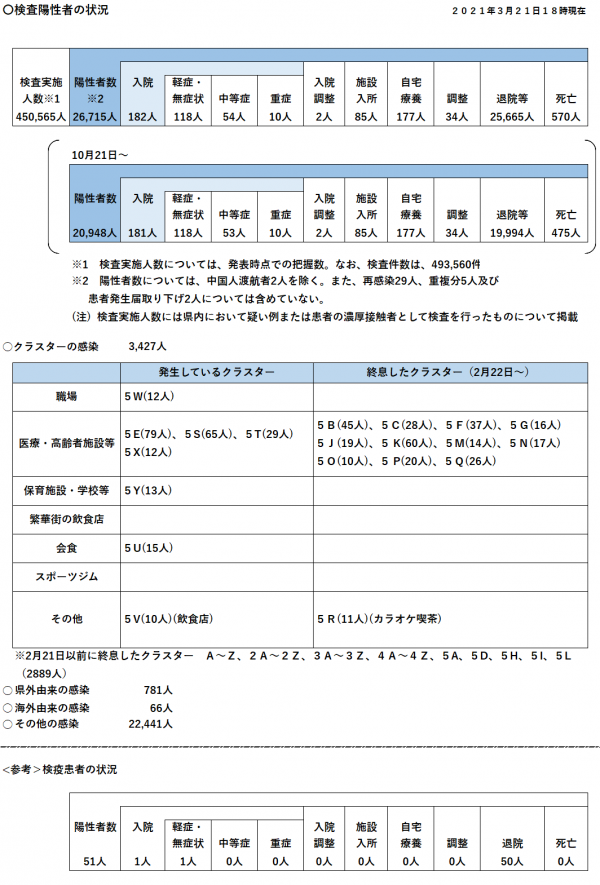 〇検査陽性者の状況 ２０２１年３月２１日１８時現在
検査実施人数※1 陽性者数※2 入院 軽症・無症状 中等症 重症 入院調整 施設入所 自宅療養 調整 退院等 死亡
450,565人 26,715人 182人 118人 54人 10人 2人 85人 177人 34人 25,665人 570人
10月21日～
陽性者数 入院 軽症・無症状 中等症 重症 入院調整 施設入所 自宅療養 調整 退院等 死亡
20,948人 181人 118人 53人 10人 2人 85人 177人 34人 19,994人 475人
※1 検査実施人数については、発表時点での把握数。なお、検査件数は、493,560件
※2 陽性者数については、中国人渡航者2人を除く。また、再感染29人、重複分5人及び
患者発生届取り下げ2人については含めていない。
（注）検査実施人数には県内において疑い例または患者の濃厚接触者として検査を行ったものについて掲載
〇クラスターの感染 3,427人
発生しているクラスター 終息したクラスター（2月22日～）
職場 ５W(12人)
医療・高齢者施設等 ５E(79人)、５S(65人)、５T(29人)
５X(12人)
５B(45人)、５C(28人)、５F(37人)、５G(16人)
５J(19人)、５K(60人)、５M(14人)、５N(17人)
５O(10人)、５P(20人)、５Q(26人)
保育施設・学校等 ５Y(13人)
繁華街の飲食店
会食 ５U(15人)
スポーツジム
その他 ５V(10人)(飲食店) ５R(11人)(カラオケ喫茶)
※2月21日以前に終息したクラスター A～Z、２A～２Z、３A～３Z、４A～４Z、５A、５D、５H、５I、５L
（2889人）
〇 県外由来の感染 781人
〇 海外由来の感染 66人
〇 その他の感染 22,441人
<参考＞検疫患者の状況
陽性者数 入院 軽症・無症状 中等症 重症 入院調整 施設入所 自宅療養 調整 退院 死亡
51人 1人 1人 0人 0人 0人 0人 0人 0人 50人 0人